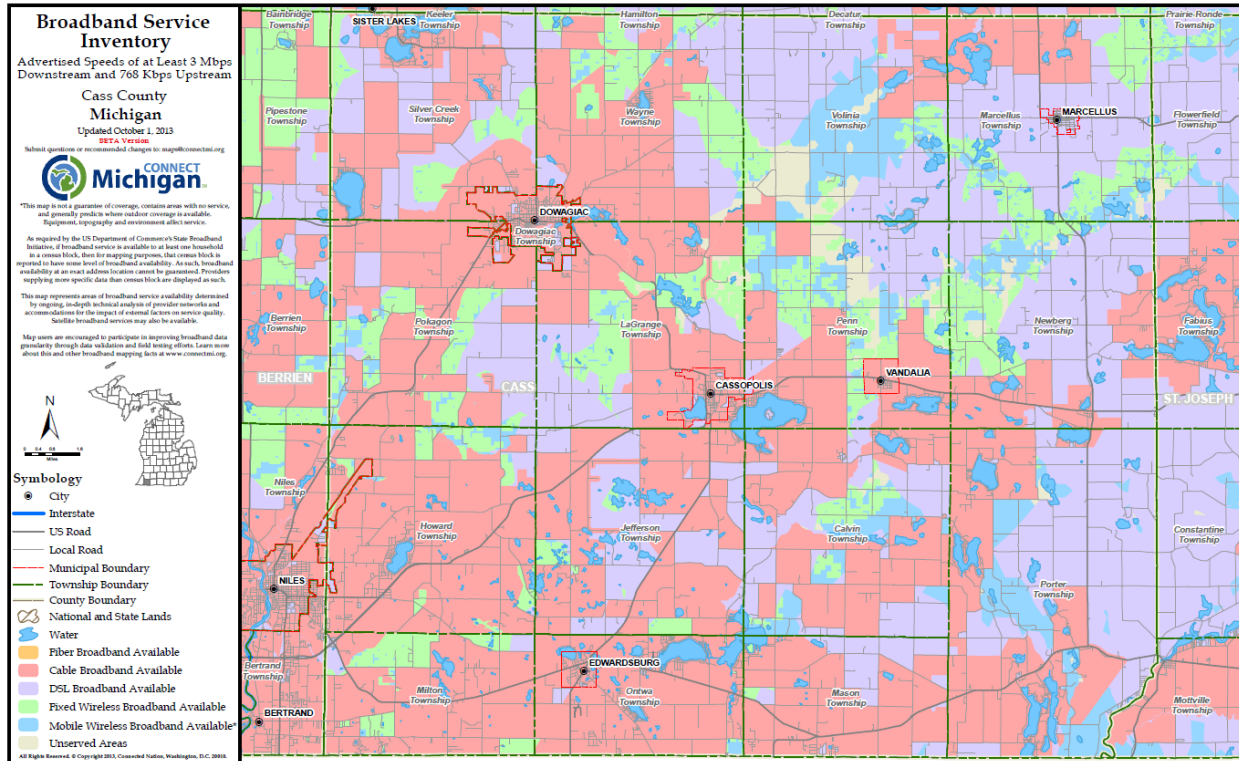 Broadband Service
Inventory
Advertised Speeds of at Least 3 Mbps
Downstream and 768 Kbps Upstream
Cass County
Michigan
Updated October 1, 2013
BETA Version
Submit questions or recommended changes to: maps@connectmi.org
CONNECT
Michigan
*This map is not a guarantee of coverage, contains areas with no service,
and generally predicts where outdoor coverage is available.
Equipment, topography and environment affect service.
As required by the US Department of Commerce's State Broadband
Initiative, if broadband service is available to at least one household
in a census block, then for mapping purposes, that census block is
reported to have some level of broadband availability. As such, broadband
availability at an exact address location cannot be guaranteed. Providers
supplying more specific data than census block are displayed as such.
This map represents areas of broadband service availability determined
by ongoing, in-depth technical analysis of provider networks and
accommodations for the impact of external factors on service quality.
Satellite broadband services may also be available.
Map users are encouraged to participate in improving broadband data
granularity through data validation and field testing efforts. Learn more
about this and other broadband mapping facts at www.connectmi.org.
N
Miles
Symbology
City
Interstate
US Road
Local Road
Municipal Boundary
Township Boundary
County Boundary
National and State Lands
Water
Fiber Broadband Available
Cable Broadband Available
DSL Broadband Available
Fixed Wireless Broadband Available
Mobile Wireless Broadband Available*
Unserved Areas
All Rights Reserved. © Copyright 2013, Connected Nation, Washington, D.C. 20010.
Bainbridge
Township
SISTER LAKES
Keeler
Township
Hamilton
Township
Decatur
Township
Prairie Ronde
Township
Pipestone
Township
Silver Creek
Township
Wayne
Township
Volinia
Township
Marcellus
Township
MARCELLUS
Flowerfield
Township
DOWAGIAC
Dowagiac
Township
Berrien
Township
Pokagon
Township
LaGrange
Township
Penn
Township
Newberg
Township
Fabius
Township
BERRIEN
CASS
CASSOPOLIS
VANDALIA
ST. JOSEPH
Niles
Township
Howard
Township
Jefferson
Township
Calvin
Township
Constantine
Township
NILES
Porter
Township
Bertrand
Township
Milton
Township
EDWARDSBURG
Ontwa
Township
Mason
Township
Mottville
Township
BERTRAND